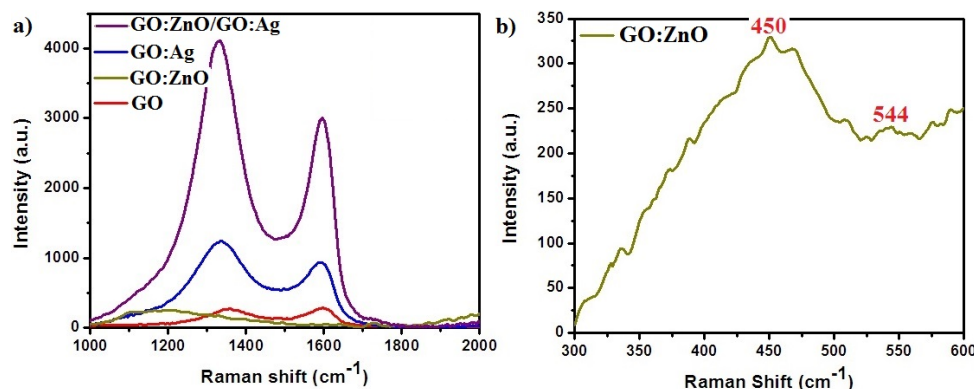 a)
GO:ZnO/GO:Ag
GO:Ag
GO:ZnO
GO
4000
3000
2000
1000
0
Intensity (a.u.)
1000 1200 1400 1600 1800 2000
Raman shift (cm-1)
b)
GO:ZnO
450
544
350
300
250
200
150
100
50
0
Intensity (a.u.)
300 350 400 450 500 550 600
Raman Shift (cm-1)